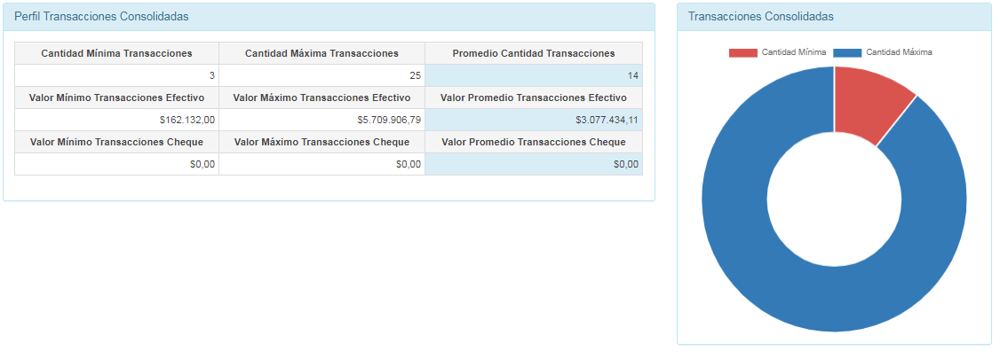 Perfil Transacciones Consolidadas
Cantidad Mínima Transacciones Cantidad Máxima Transacciones Promedio Cantidad Transacciones
3 25 14
Valor Mínimo Transacciones Efectivo Valor Máximo Transacciones Efectivo Valor Promedio Transacciones Efectivo
$162.132,00 $5.709.906,79 $3.077.434,11
Valor Mínimo Transacciones Cheque Valor Máximo Transacciones Cheque Valor Promedio Transacciones Cheque
$0,00 $0,00 $0,00
Transacciones Consolidadas
Cantidad Mínima Cantidad Máxima